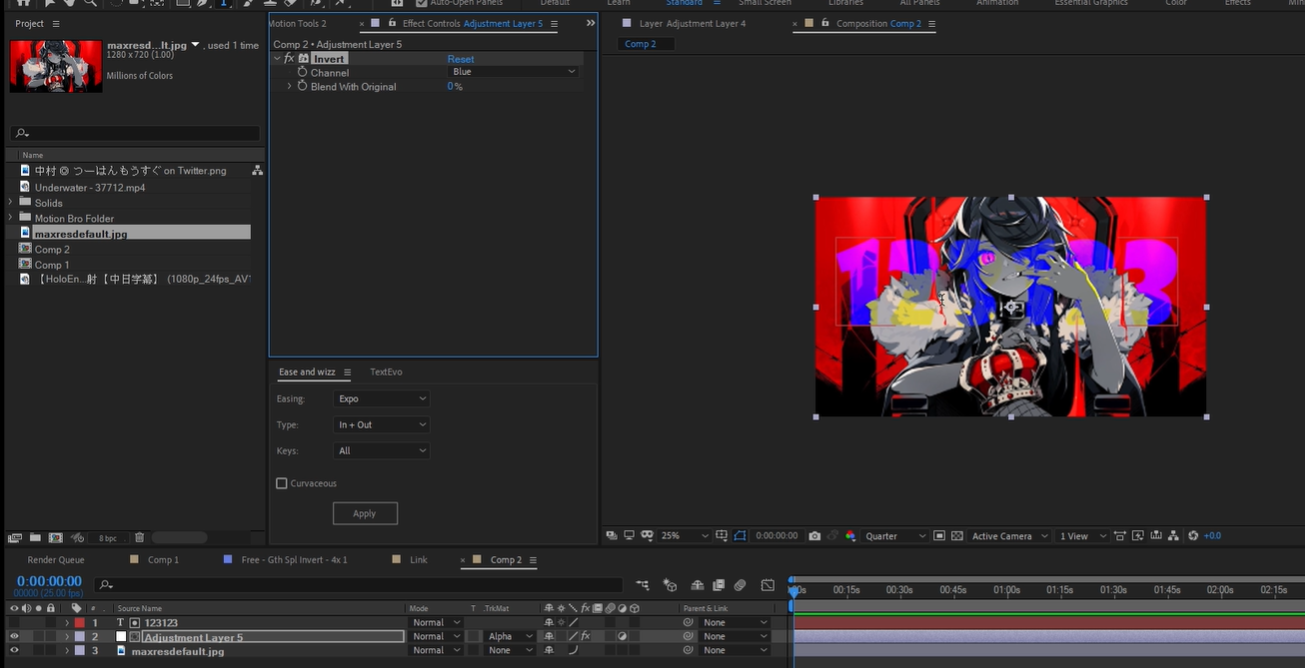 Auto-Open Panels
Default
Learn
Standard
Small Screen
Libraries
All Panels
Animation
Essential Graphics
Color
Effects
Project
maxresd...lt.jpg , used 1 time
1280 x 720 (1.00)
Millions of Colors
Name
中村 ◎ つーはんもうすぐ on Twitter.png
Underwater - 37712.mp4
Solids
Motion Bro Folder
maxresdefault.jpg
Comp 2
Comp 1
【HoloEn...射【中日字幕】 (1080p_24fps_AV1
8 bpc
Motion Tools 2
Effect Controls Adjustment Layer 5
Comp 2 • Adjustment Layer 5
fx Invert Reset
Channel Blue
Blend With Original 0%
Ease and wizz
TextEvo
Easing: Expo
Type: In + Out
Keys: All
Curvaceous
Apply
Layer Adjustment Layer 4
Composition Comp 2
Comp 2
25%
0:00:00:00
Quarter
Active Camera
1 View
+0.0
Render Queue
Comp 1
Free - Gth Spl Invert - 4x 1
Link
Comp 2
0:00:00:00
00000 (25.00 fps)
00:15s 00:30s 00:45s 01:00s 01:15s 01:30s 01:45s 02:00s 02:15s
# Source Name Mode T .TrkMat fx Parent & Link
1 T 123123 Normal None
2 Adjustment Layer 5 Normal Alpha fx None
3 maxresdefault.jpg Normal None None